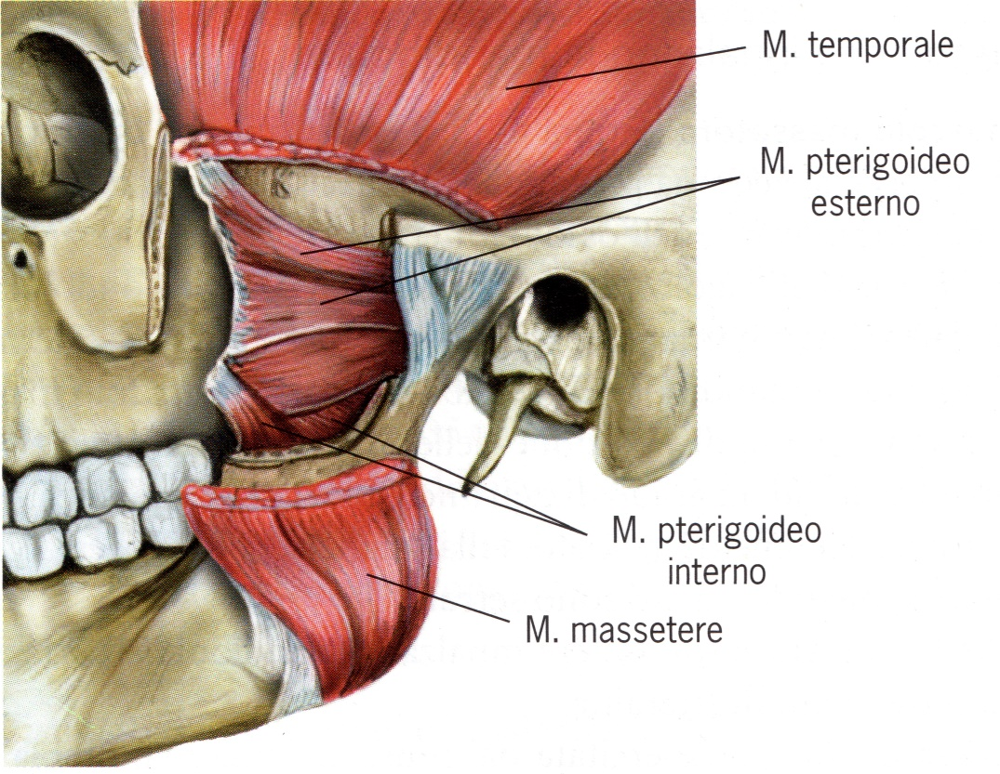 M. temporale
M. pterigoideo
esterno
M. pterigoideo
interno
M. massetere